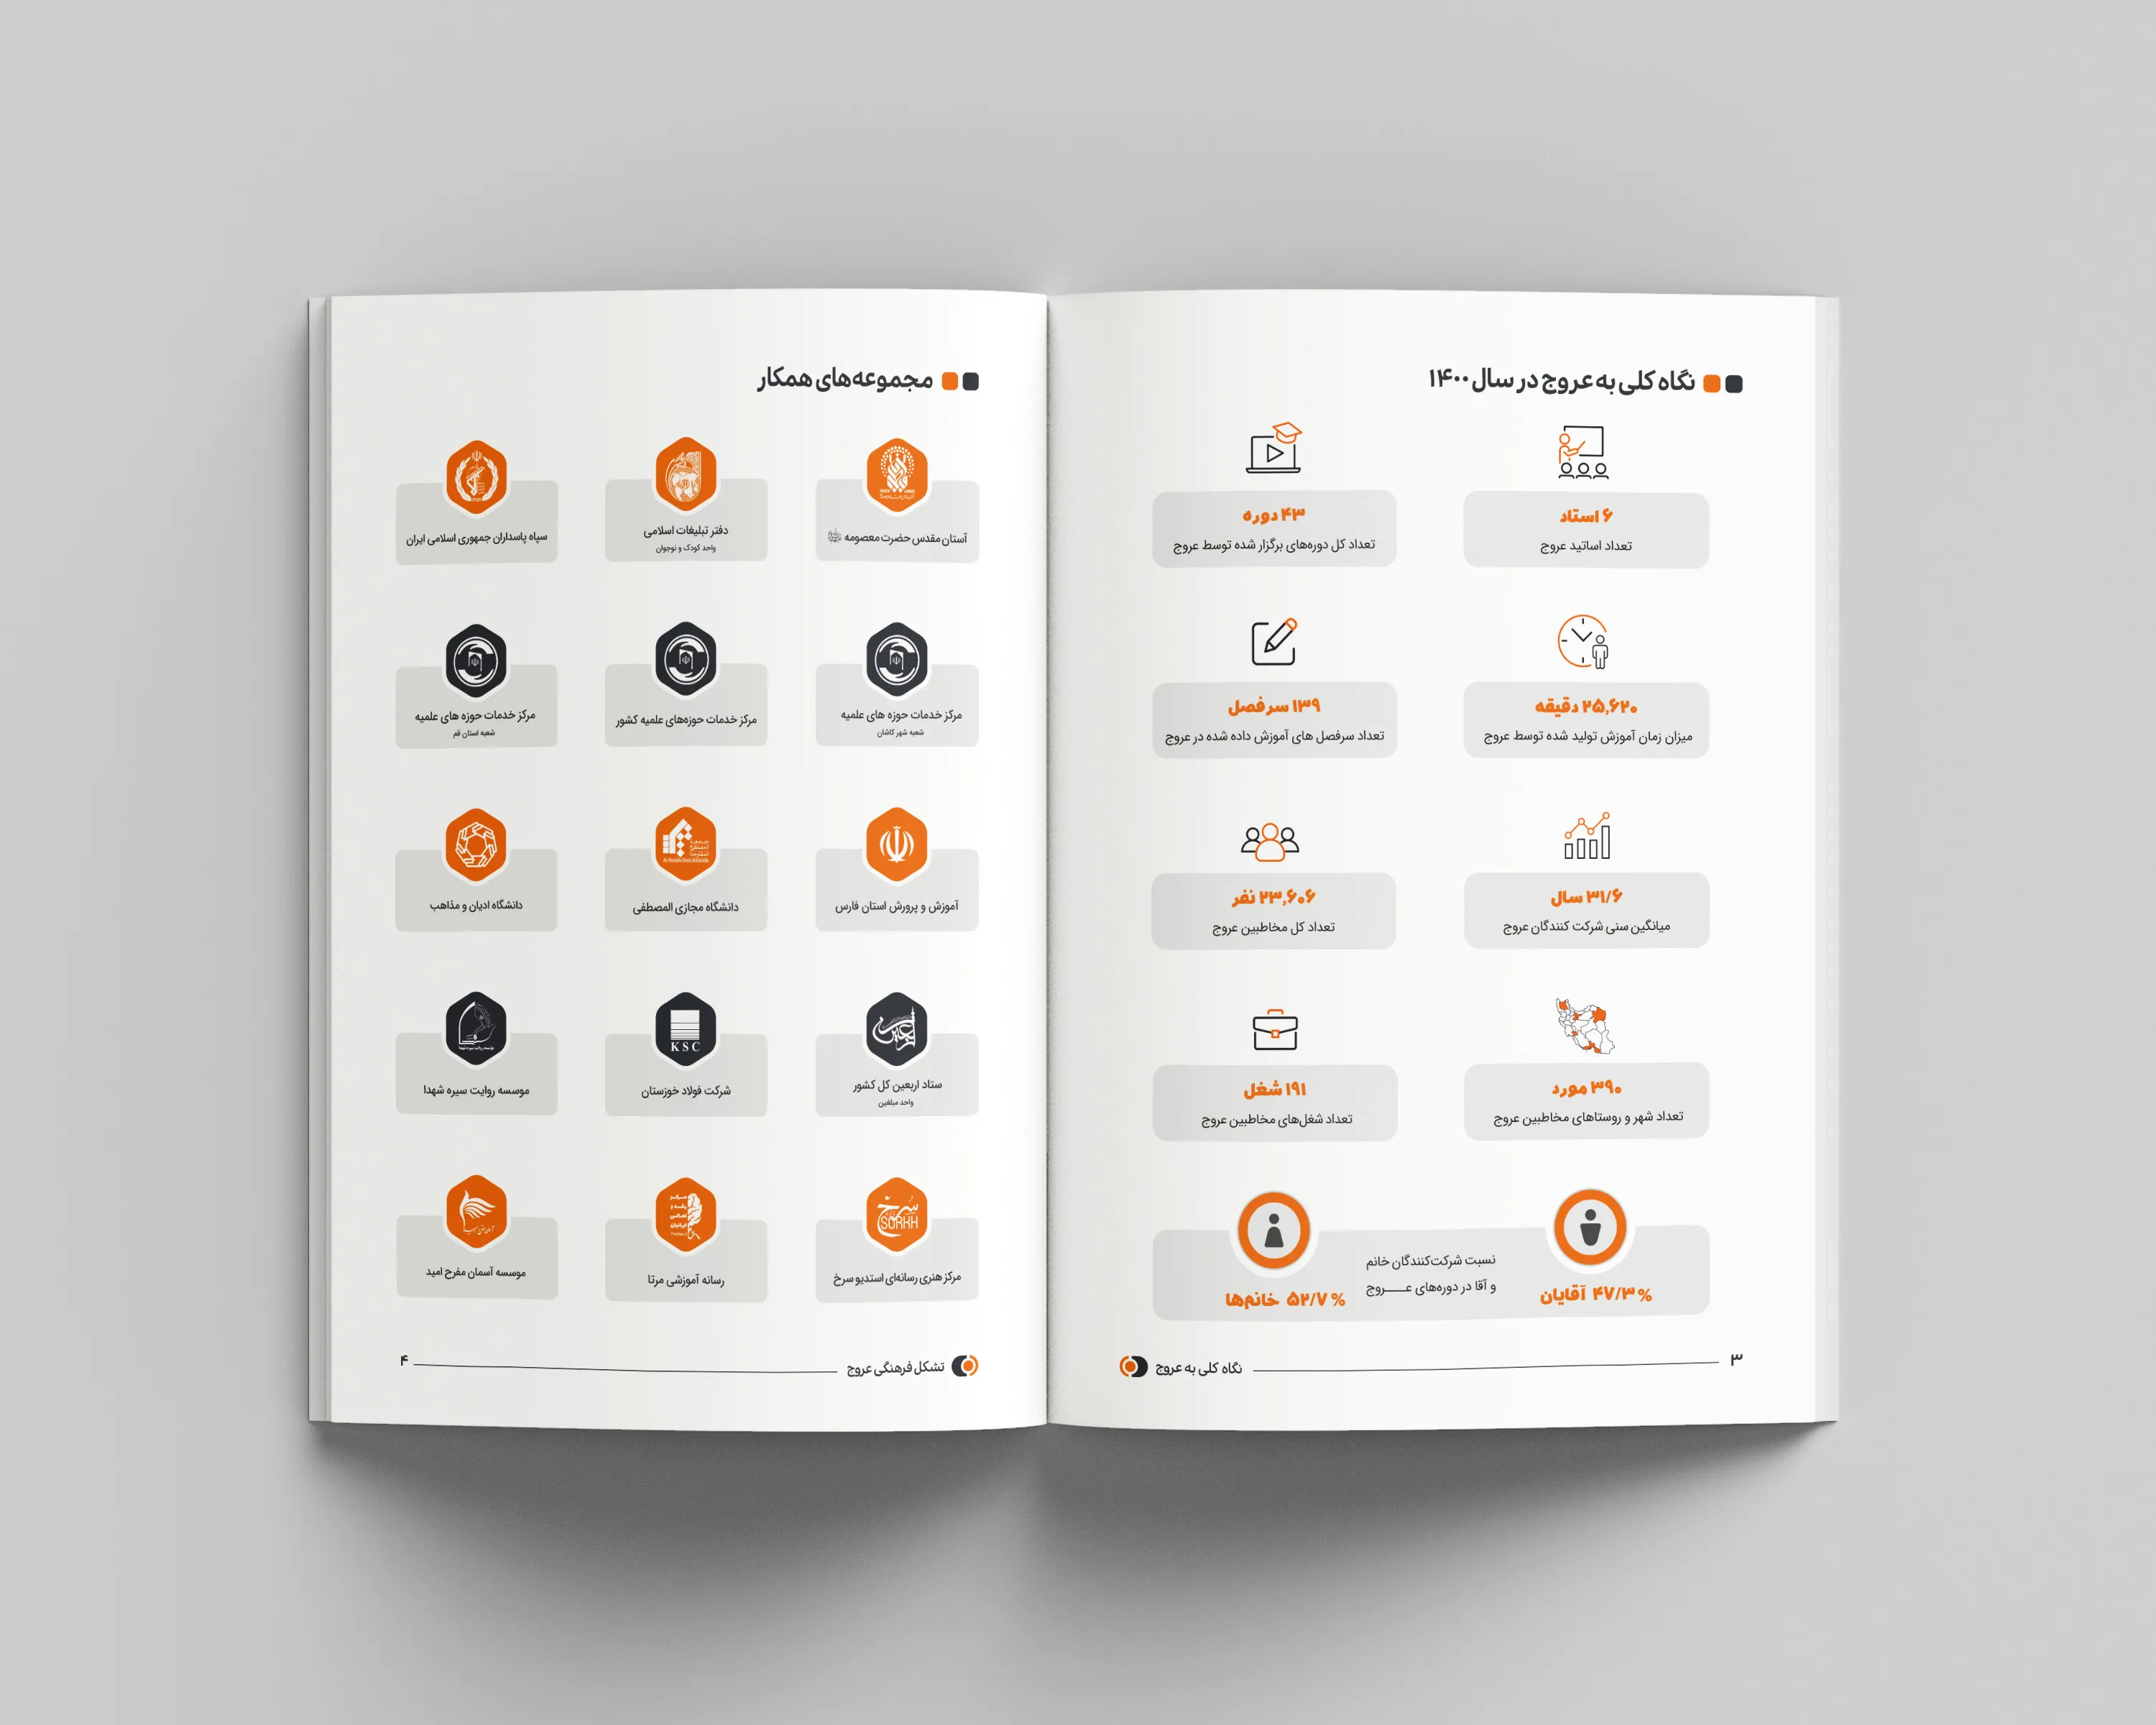 نگاه کلی به عروج در سال ۱۴۰۰
۶ استاد
تعداد اساتید عروج
۴۳ دوره
تعداد کل دوره‌های برگزار شده توسط عروج
۲۵,۶۲۰ دقیقه
میزان زمان آموزش تولید شده توسط عروج
۱۳۹ سرفصل
تعداد سرفصل های آموزش داده شده در عروج
۳۱/۶ سال
میانگین سنی شرکت کنندگان عروج
۲۳,۶۰۶ نفر
تعداد کل مخاطبین عروج
۳۹۰ مورد
تعداد شهر و روستاهای مخاطبین عروج
۱۹۱ شغل
تعداد شغل‌های مخاطبین عروج
% ۴۷/۳ آقایان
نسبت شرکت‌کنندگان خانم
و آقا در دوره‌های عـــروج
% ۵۲/۷ خانم‌ها
۳
نگاه کلی به عروج
مجموعه‌های همکار
آستان مقدس حضرت معصومه
دفتر تبلیغات اسلامی
واحد کودک و نوجوان
سپاه پاسداران جمهوری اسلامی ایران
مرکز خدمات حوزه های علمیه
شعبه شهر کاشان
مرکز خدمات حوزه‌های علمیه کشور
مرکز خدمات حوزه های علمیه
شعبه استان قم
آموزش و پرورش استان فارس
دانشگاه مجازی المصطفی
دانشگاه ادیان و مذاهب
ستاد اربعین کل کشور
واحد مبلغین
KSC
شرکت فولاد خوزستان
موسسه روایت سیره شهدا
سرخ
SORKH
مرکز هنری رسانه‌ای استدیو سرخ
مرکز
رشد و
تعالی
ایرانیان
رسانه آموزشی مرتا
موسسه آسمان مفرح امید
تشکل فرهنگی عروج
۴